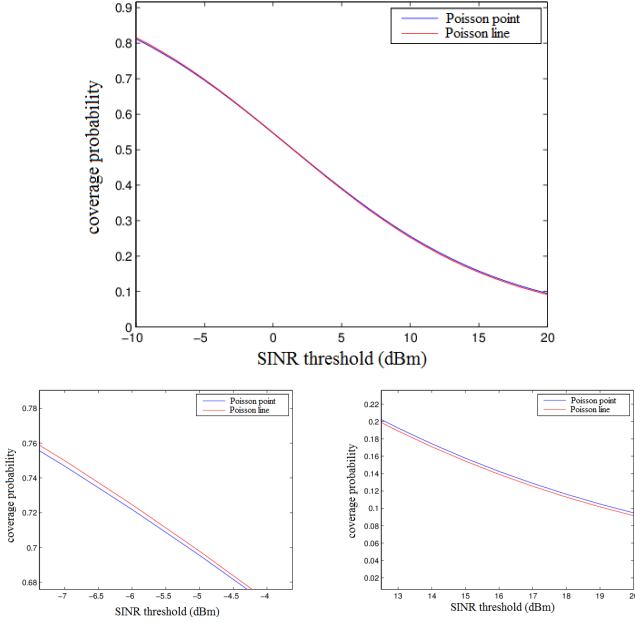 0.9
0.8
0.7
0.6
0.5
0.4
0.3
0.2
0.1
0
coverage probability
Poisson point
Poisson line
−10 −5 0 5 10 15 20
SINR threshold (dBm)
0.78
0.76
0.74
0.72
0.7
0.68
coverage probability
Poisson point
Poisson line
−7 −6.5 −6 −5.5 −5 −4.5 −4
SINR threshold (dBm)
0.22
0.2
0.18
0.16
0.14
0.12
0.1
0.08
0.06
0.04
0.02
coverage probability
Poisson point
Poisson line
13 14 15 16 17 18 19 20
SINR threshold (dBm)